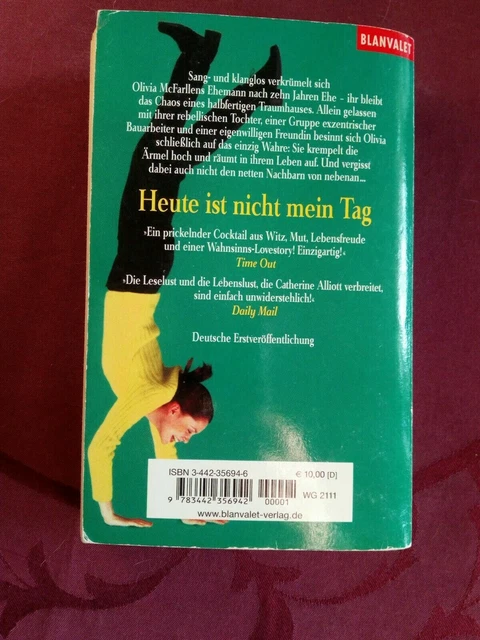 BLANVALET
Sang- und klanglos verkrümelt sich
Olivia McFarllens Ehemann nach zehn Jahren Ehe – ihr bleibt
das Chaos eines halbfertigen Traumhauses. Allein gelassen
mit ihrer rebellischen Tochter, einer Gruppe exzentrischer
Bauarbeiter und einer eigenwilligen Freundin besinnt sich Olivia
schließlich auf das einzig Wahre: Sie krempelt die
Ärmel hoch und räumt in ihrem Leben auf. Und vergisst
dabei auch nicht den netten Nachbarn von nebenan...
Heute ist nicht mein Tag
»Ein prickelnder Cocktail aus Witz, Mut, Lebensfreude
und einer Wahnsinns-Lovestory! Einzigartig!«
Time Out
»Die Leselust und die Lebenslust, die Catherine Alliott verbreitet,
sind einfach unwiderstehlich!«
Daily Mail
Deutsche Erstveröffentlichung
ISBN 3-442-35694-6
€ 10,00 [D]
9 783442 356942
00001
WG 2111
www.blanvalet-verlag.de